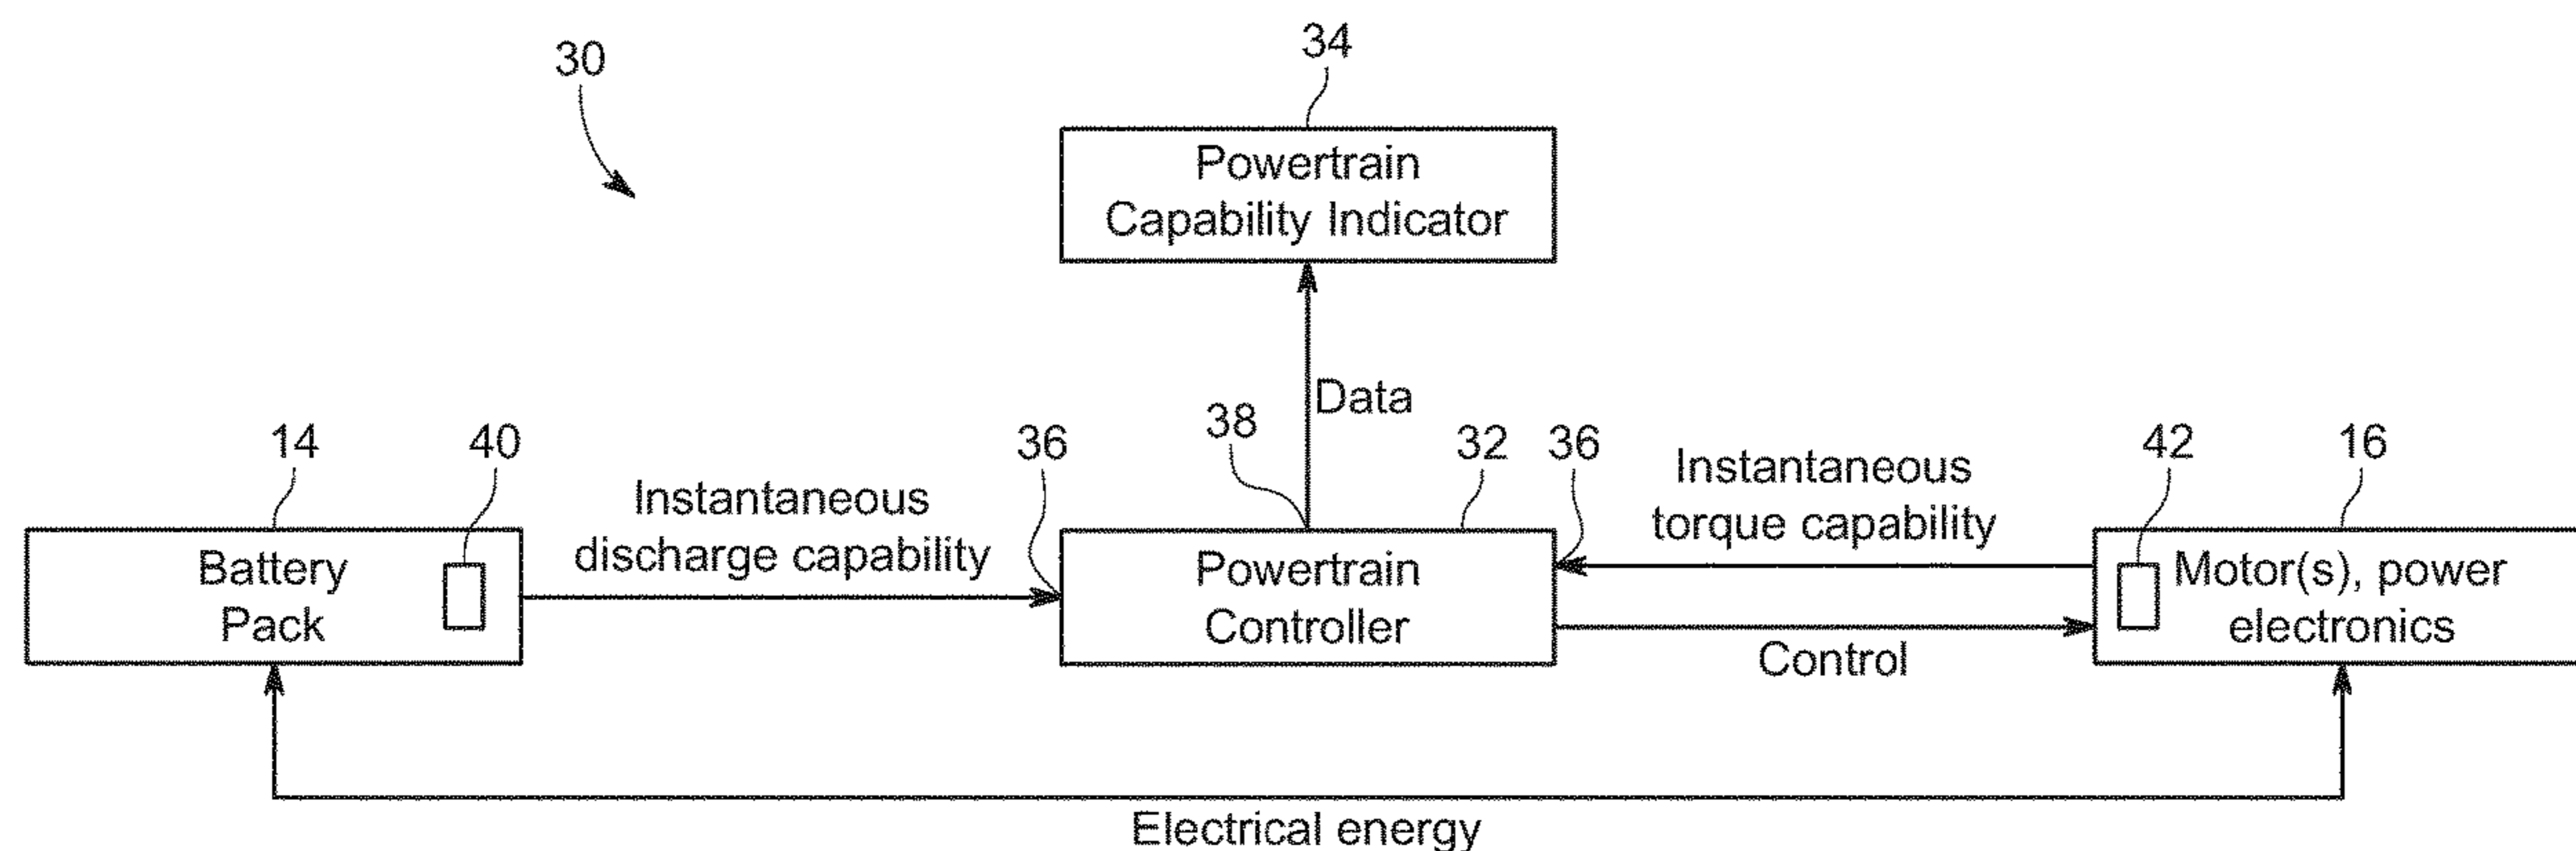 30
34
Powertrain
Capability Indicator
Data
14
40
36
38
32
36
42
16
Instantaneous
discharge capability
Instantaneous
torque capability
Battery
Pack
Powertrain
Controller
Motor(s), power
electronics
Control
Electrical energy